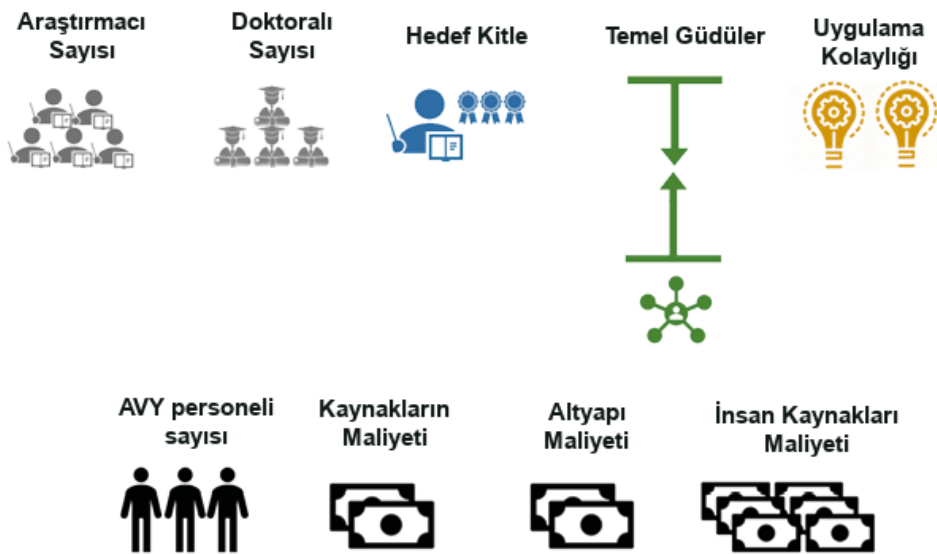 Araştırmacı
Sayısı
Doktoralı
Sayısı
Hedef Kitle
Temel Güdüler
Uygulama
Kolaylığı
AVY personeli
sayısı
Kaynakların
Maliyeti
Altyapı
Maliyeti
İnsan Kaynakları
Maliyeti